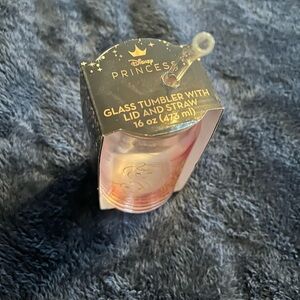 Disney
PRINCESS
GLASS TUMBLER WITH
LID AND STRAW
16 oz (473 ml)